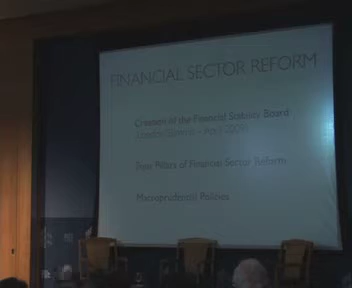 FINANCIAL SECTOR REFORM
Creation of the Financial Stability Board
London Summit - April 2009
Four Pillars of Financial Sector Reform
Macroprudential Policies